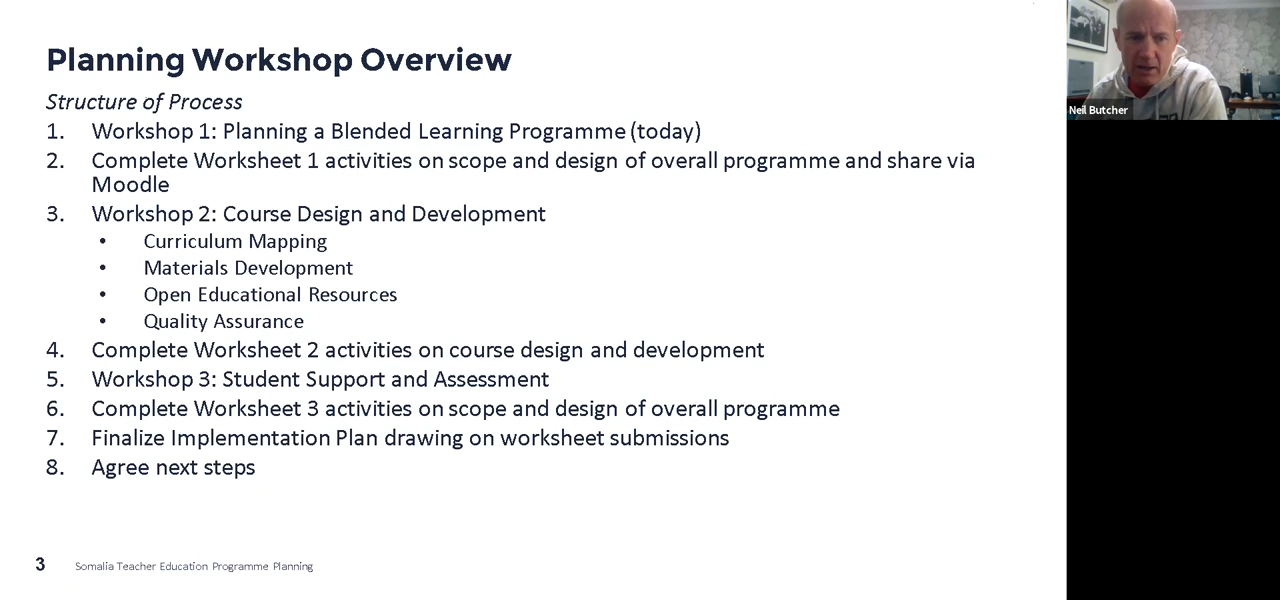 Planning Workshop Overview
Structure of Process
1. Workshop 1: Planning a Blended Learning Programme (today)
2. Complete Worksheet 1 activities on scope and design of overall programme and share via
Moodle
3. Workshop 2: Course Design and Development
• Curriculum Mapping
• Materials Development
• Open Educational Resources
• Quality Assurance
4. Complete Worksheet 2 activities on course design and development
5. Workshop 3: Student Support and Assessment
6. Complete Worksheet 3 activities on scope and design of overall programme
7. Finalize Implementation Plan drawing on worksheet submissions
8. Agree next steps
3 Somalia Teacher Education Programme Planning
Neil Butcher